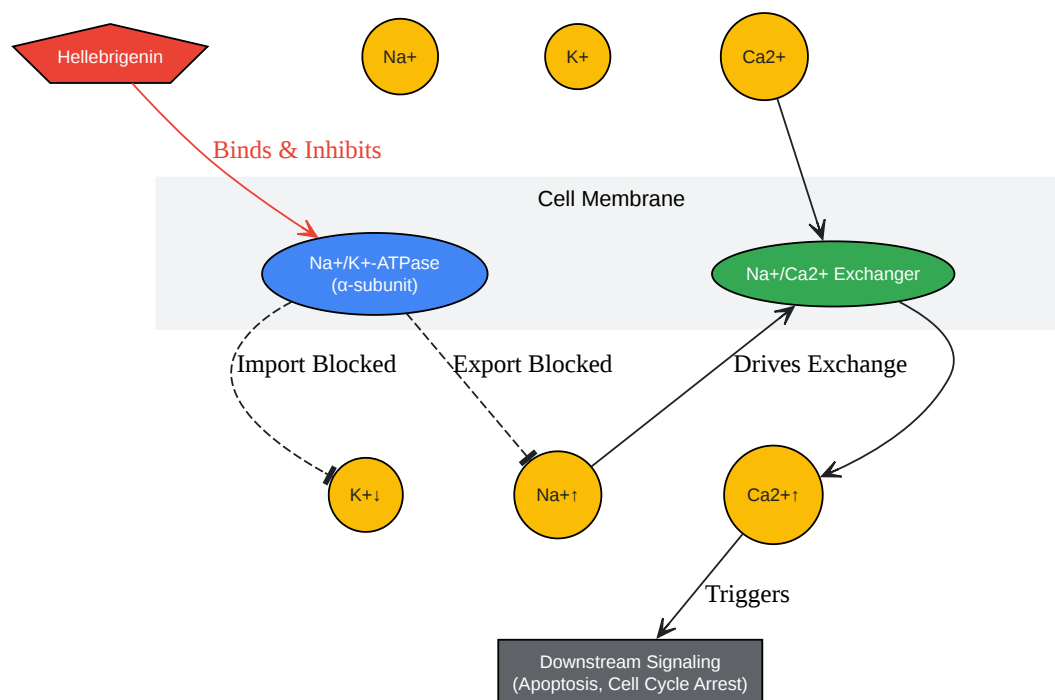 Hellebrigenin
Na+
K+
Ca2+
Binds & Inhibits
Cell Membrane
Na+/K+-ATPase
(α-subunit)
Na+/Ca2+ Exchanger
Import Blocked
Export Blocked
Drives Exchange
K+↓
Na+↑
Ca2+↑
Triggers
Downstream Signaling
(Apoptosis, Cell Cycle Arrest)